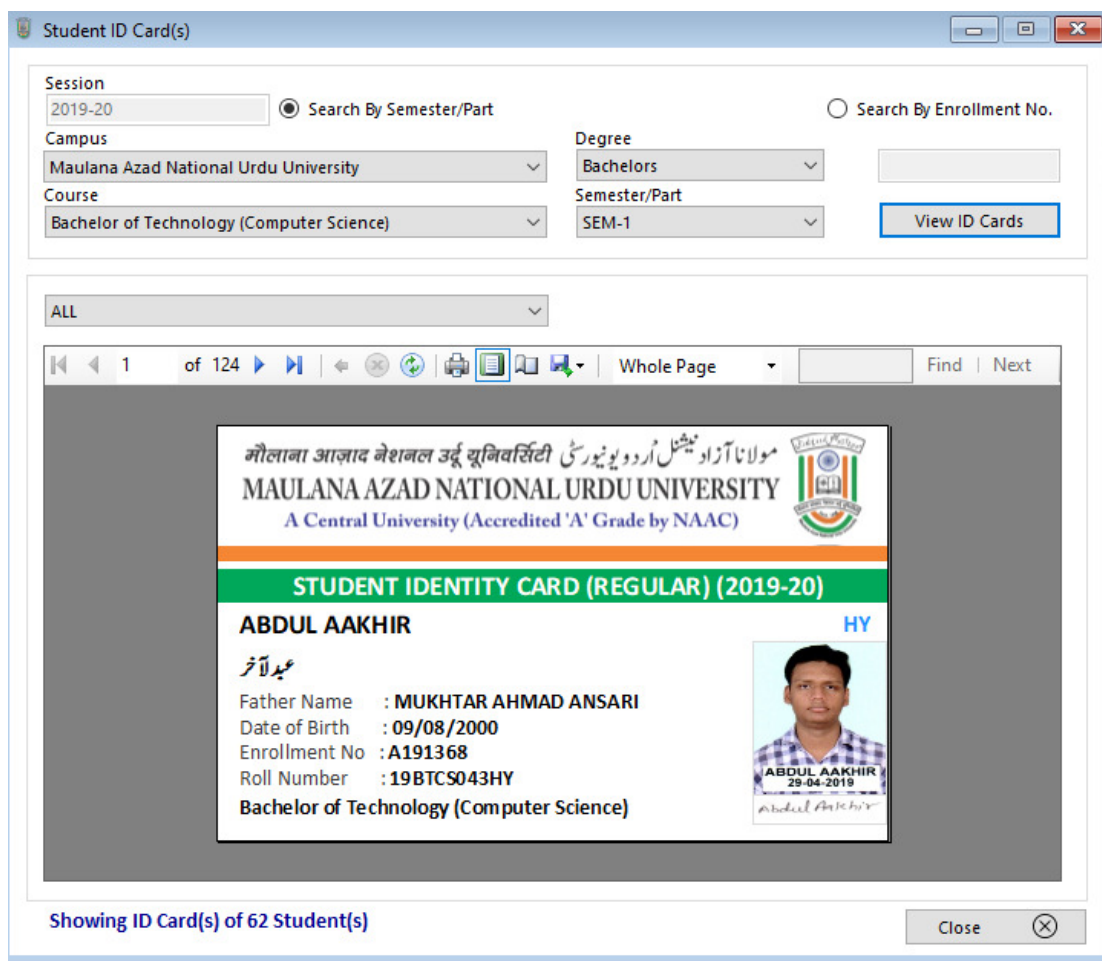 Student ID Card(s)
Session
2019-20 Search By Semester/Part Search By Enrollment No.
Campus Degree
Maulana Azad National Urdu University Bachelors
Course Semester/Part
Bachelor of Technology (Computer Science) SEM-1 View ID Cards
ALL
1 of 124 Whole Page Find | Next
मौलाना आज़ाद नेशनल उर्दू यूनिवर्सिटी مولانا آزاد نیشنل اُردو یونیورسٹی
MAULANA AZAD NATIONAL URDU UNIVERSITY
A Central University (Accredited 'A' Grade by NAAC)
STUDENT IDENTITY CARD (REGULAR) (2019-20)
ABDUL AAKHIR HY
عبدلآخر
Father Name : MUKHTAR AHMAD ANSARI
Date of Birth : 09/08/2000
Enrollment No : A191368
Roll Number : 19BTCS043HY
Bachelor of Technology (Computer Science)
ABDUL AAKHIR
29-04-2019
Abdul Aakhir
Showing ID Card(s) of 62 Student(s)
Close